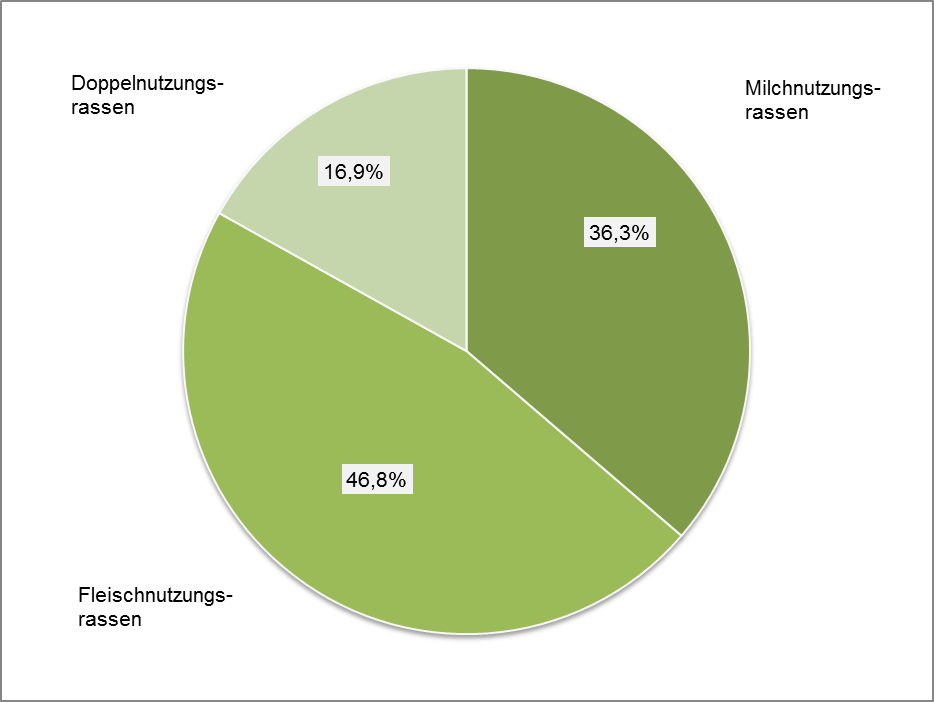 Doppelnutzungs-
rassen
Milchnutzungs-
rassen
16,9%
36,3%
46,8%
Fleischnutzungs-
rassen